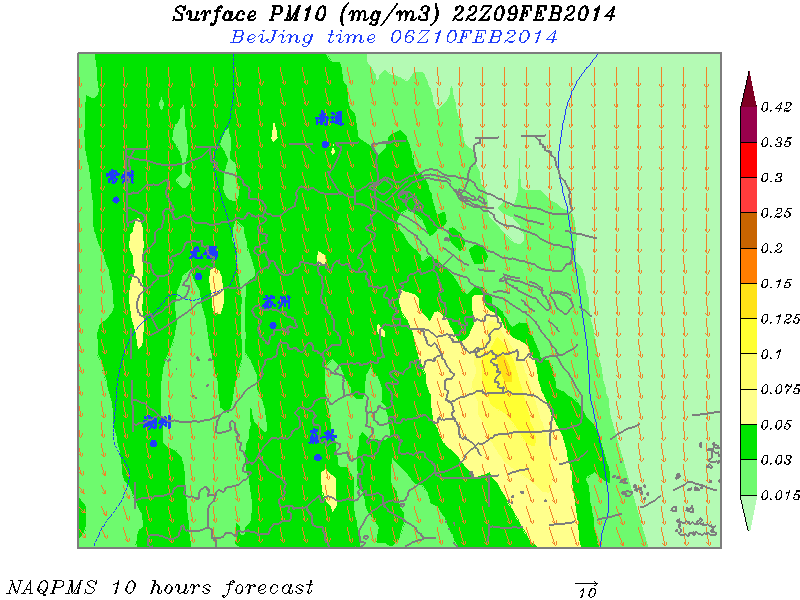 Surface PM10 (mg/m3) 22Z09FEB2014
BeiJing time 06Z10FEB2014
南通
常州
无锡
苏州
湖州
嘉兴
0.42
0.35
0.3
0.25
0.2
0.15
0.125
0.1
0.075
0.05
0.03
0.015
NAQPMS 10 hours forecast
10